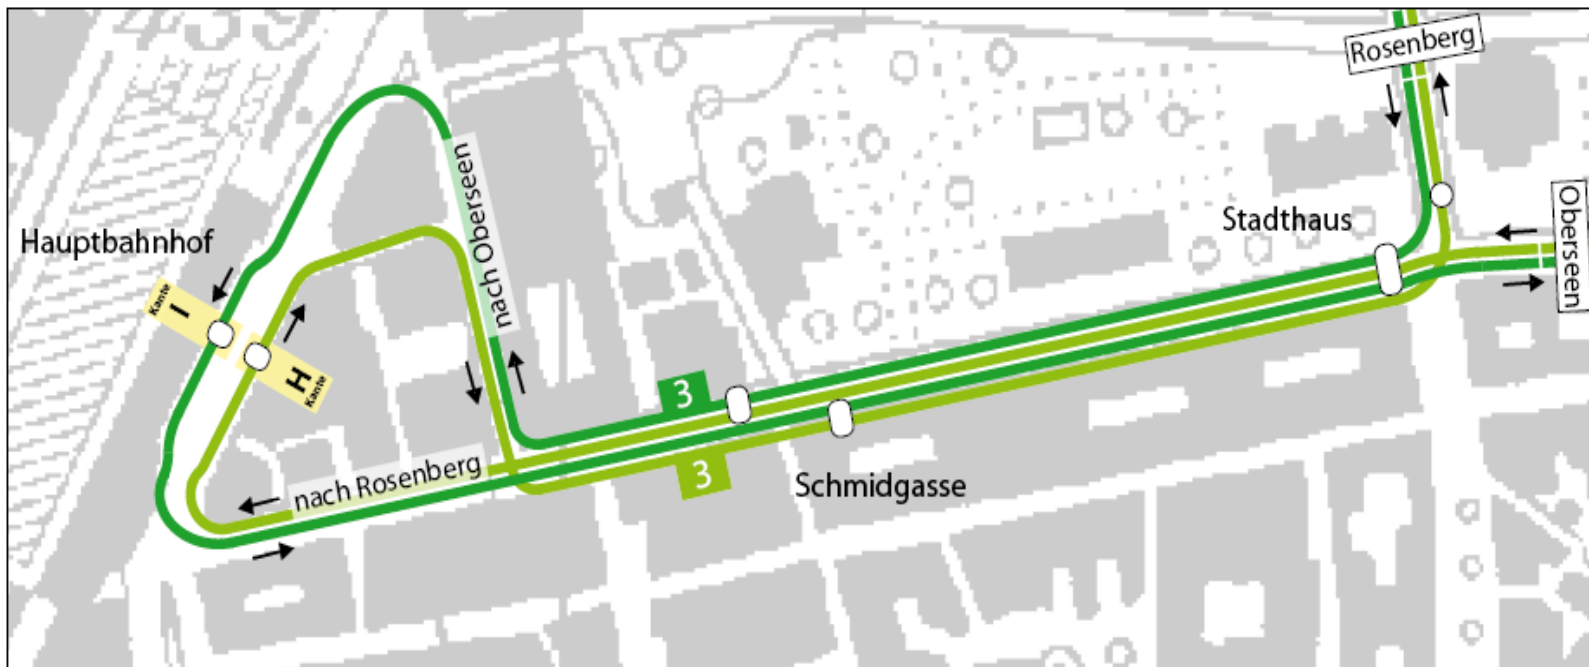 Rosenberg
Oberseen
Stadthaus
nach Oberseen
Hauptbahnhof
Kante
I
H
Kante
3
3
nach Rosenberg
Schmidgasse